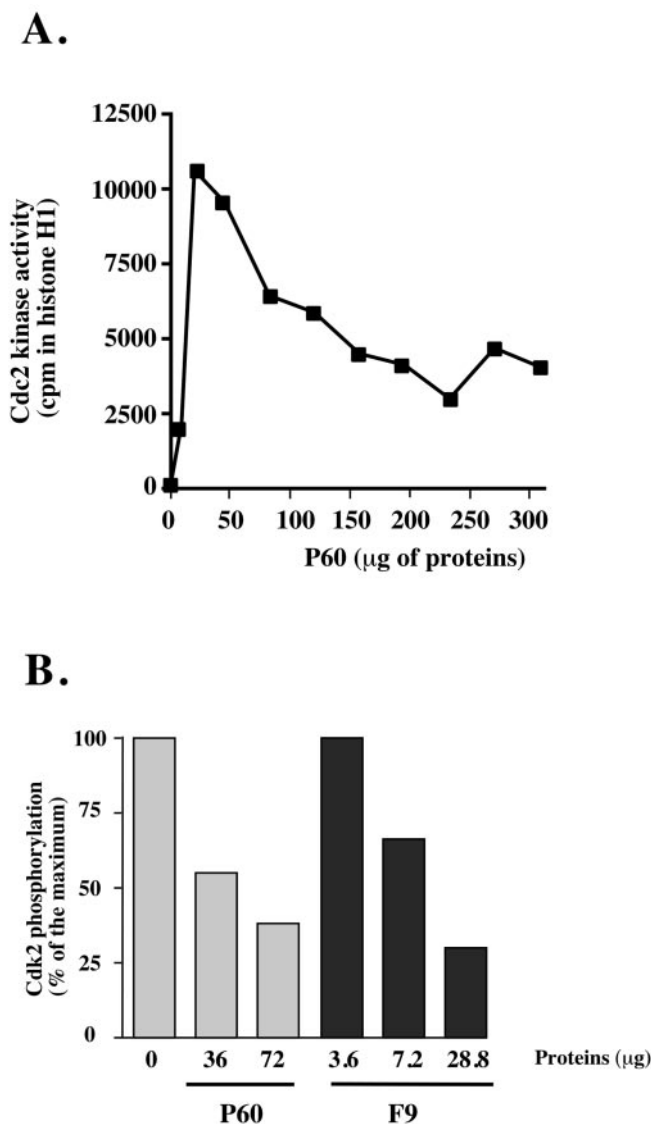 A.
12500
10000
7500
5000
2500
0
Cdc2 kinase activity
(cpm in histone H1)
0 50 100 150 200 250 300
P60 (µg of proteins)
B.
100
75
50
25
0
Cdk2 phosphorylation
(% of the maximum)
0 36 72 3.6 7.2 28.8 Proteins (µg)
P60 F9